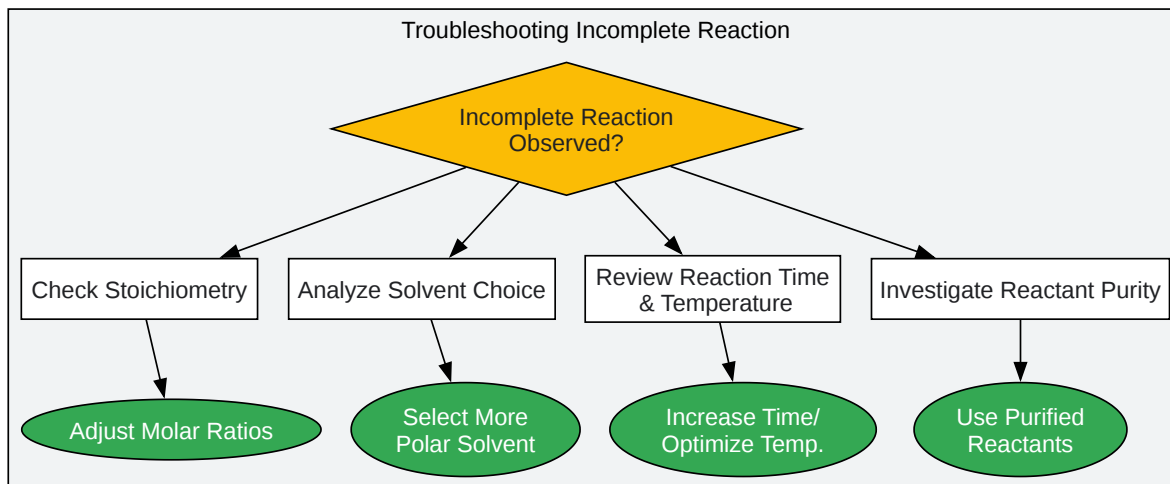 Troubleshooting Incomplete Reaction
Incomplete Reaction
Observed?
Check Stoichiometry
Analyze Solvent Choice
Review Reaction Time
& Temperature
Investigate Reactant Purity
Adjust Molar Ratios
Select More
Polar Solvent
Increase Time/
Optimize Temp.
Use Purified
Reactants